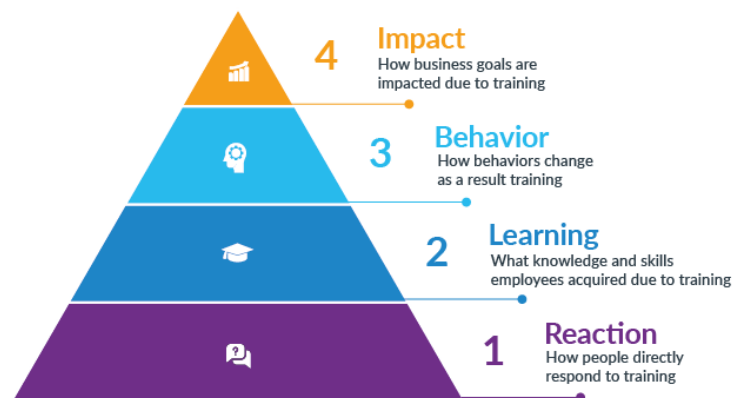 4
Impact
How business goals are
impacted due to training
3
Behavior
How behaviors change
as a result training
2
Learning
What knowledge and skills
employees acquired due to training
1
Reaction
How people directly
respond to training
?